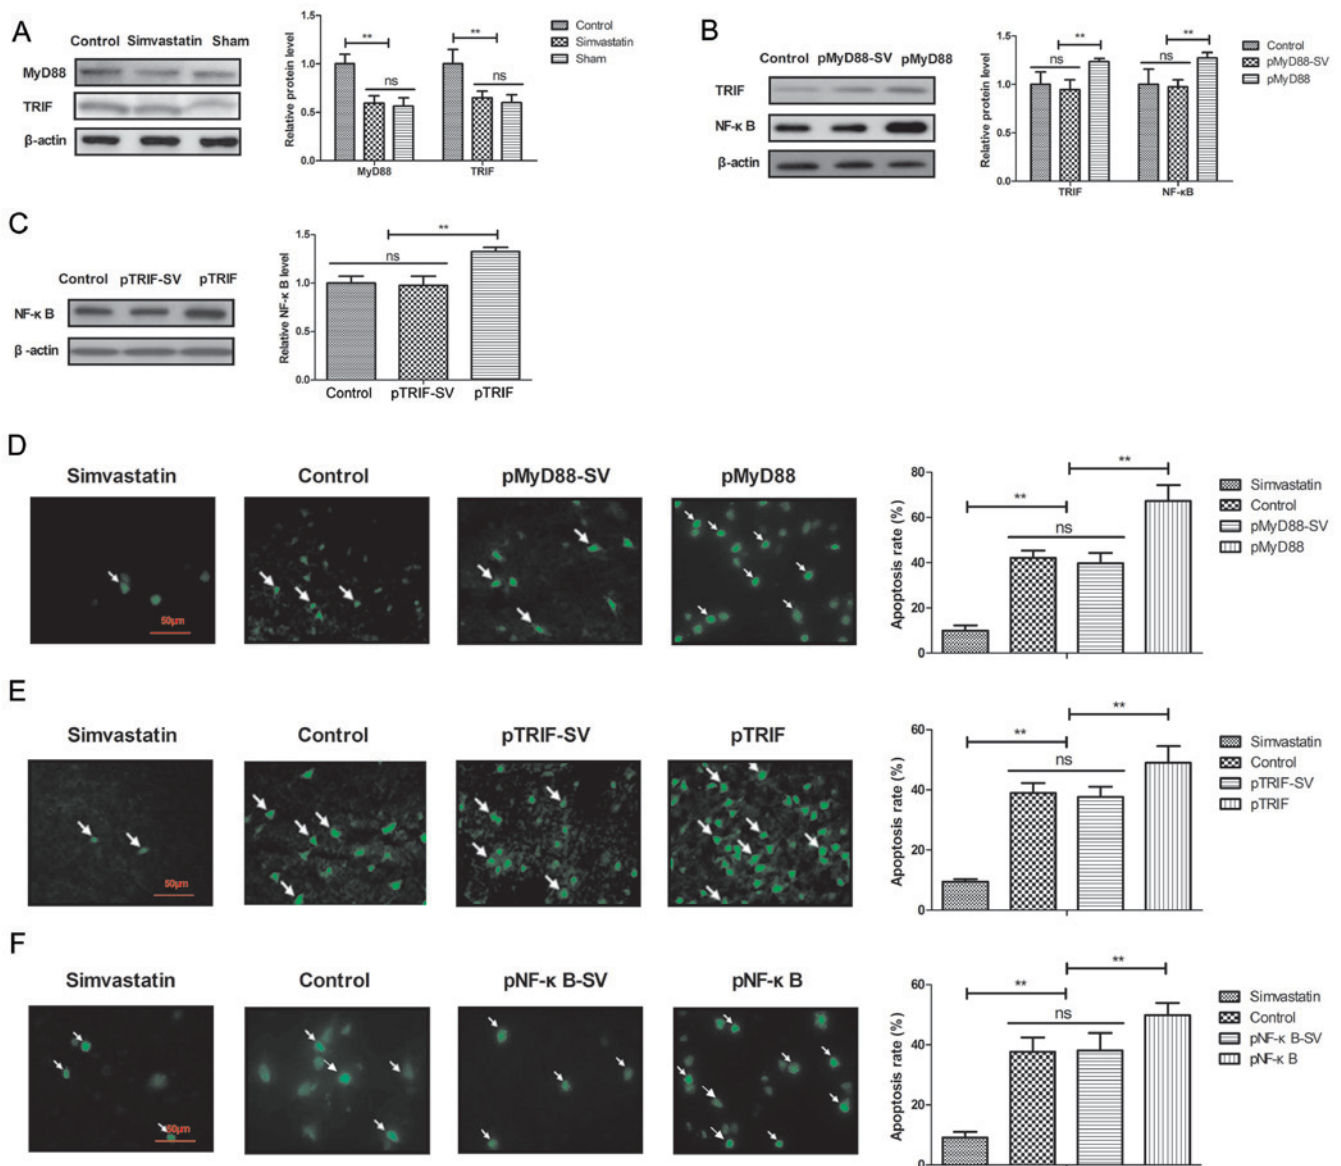 A
Control Simvastatin Sham
MyD88
TRIF
β-actin
Relative protein level
1.5
1.0
0.5
0.0
**
ns
**
ns
MyD88
TRIF
Control
Simvastatin
Sham
B
Control pMyD88-SV pMyD88
TRIF
NF-κ B
β-actin
Relative protein level
1.5
1.0
0.5
0.0
**
ns
**
ns
TRIF
NF-κB
Control
pMyD88-SV
pMyD88
C
Control pTRIF-SV pTRIF
NF-κ B
β -actin
Relative NF-κ B level
1.5
1.0
0.5
0.0
**
ns
Control
pTRIF-SV
pTRIF
D
Simvastatin
Control
pMyD88-SV
pMyD88
50μm
Apoptosis rate (%)
80
60
40
20
0
**
**
ns
Simvastatin
Control
pMyD88-SV
pMyD88
E
Simvastatin
Control
pTRIF-SV
pTRIF
50μm
Apoptosis rate (%)
60
40
20
0
**
**
ns
Simvastatin
Control
pTRIF-SV
pTRIF
F
Simvastatin
Control
pNF-κ B-SV
pNF-κ B
50μm
Apoptosis rate (%)
60
40
20
0
**
**
ns
Simvastatin
Control
pNF-κ B-SV
pNF-κ B